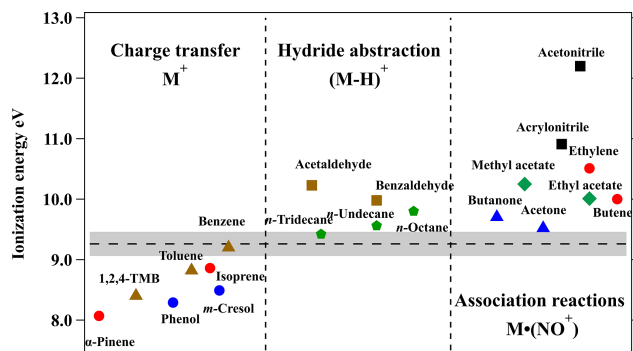 13.0
12.0
11.0
10.0
9.0
8.0
Ionization energy eV
Charge transfer
M+
Hydride abstraction
(M-H)+
Association reactions
M•(NO+)
α-Pinene
1,2,4-TMB
Phenol
Toluene
Isoprene
m-Cresol
Benzene
Acetaldehyde
n-Tridecane
n-Undecane
Benzaldehyde
n-Octane
Acetonitrile
Acrylonitrile
Ethylene
Methyl acetate
Ethyl acetate
Butanone
Acetone
Butene